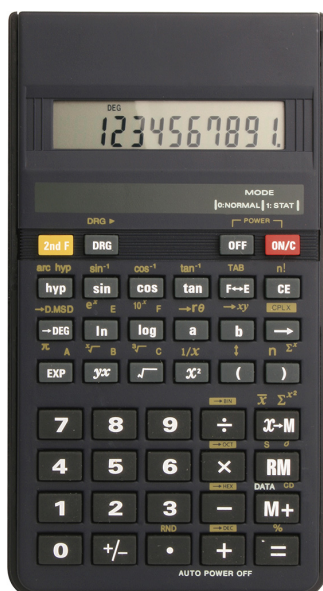 DEG
1234567891.
MODE
0:NORMAL 1: STAT
DRG ► POWER
2nd F DRG OFF ON/C
arc hyp sin⁻¹ cos⁻¹ tan⁻¹ TAB n!
hyp sin cos tan F↔E CE
→D.MSD eˣ E 10ˣ F →rθ →xy CPLX
→DEG ln log a b →
π A ˣ√ B ³√ C 1/X ↕ n Σx
EXP yx √ x² ( )
→BIN x̄ Σx²
7 8 9 ÷ x→M
→OCT S σ
4 5 6 × RM
→HEX DATA CD
1 2 3 − M+
RND %
0 +/− • + =
AUTO POWER OFF